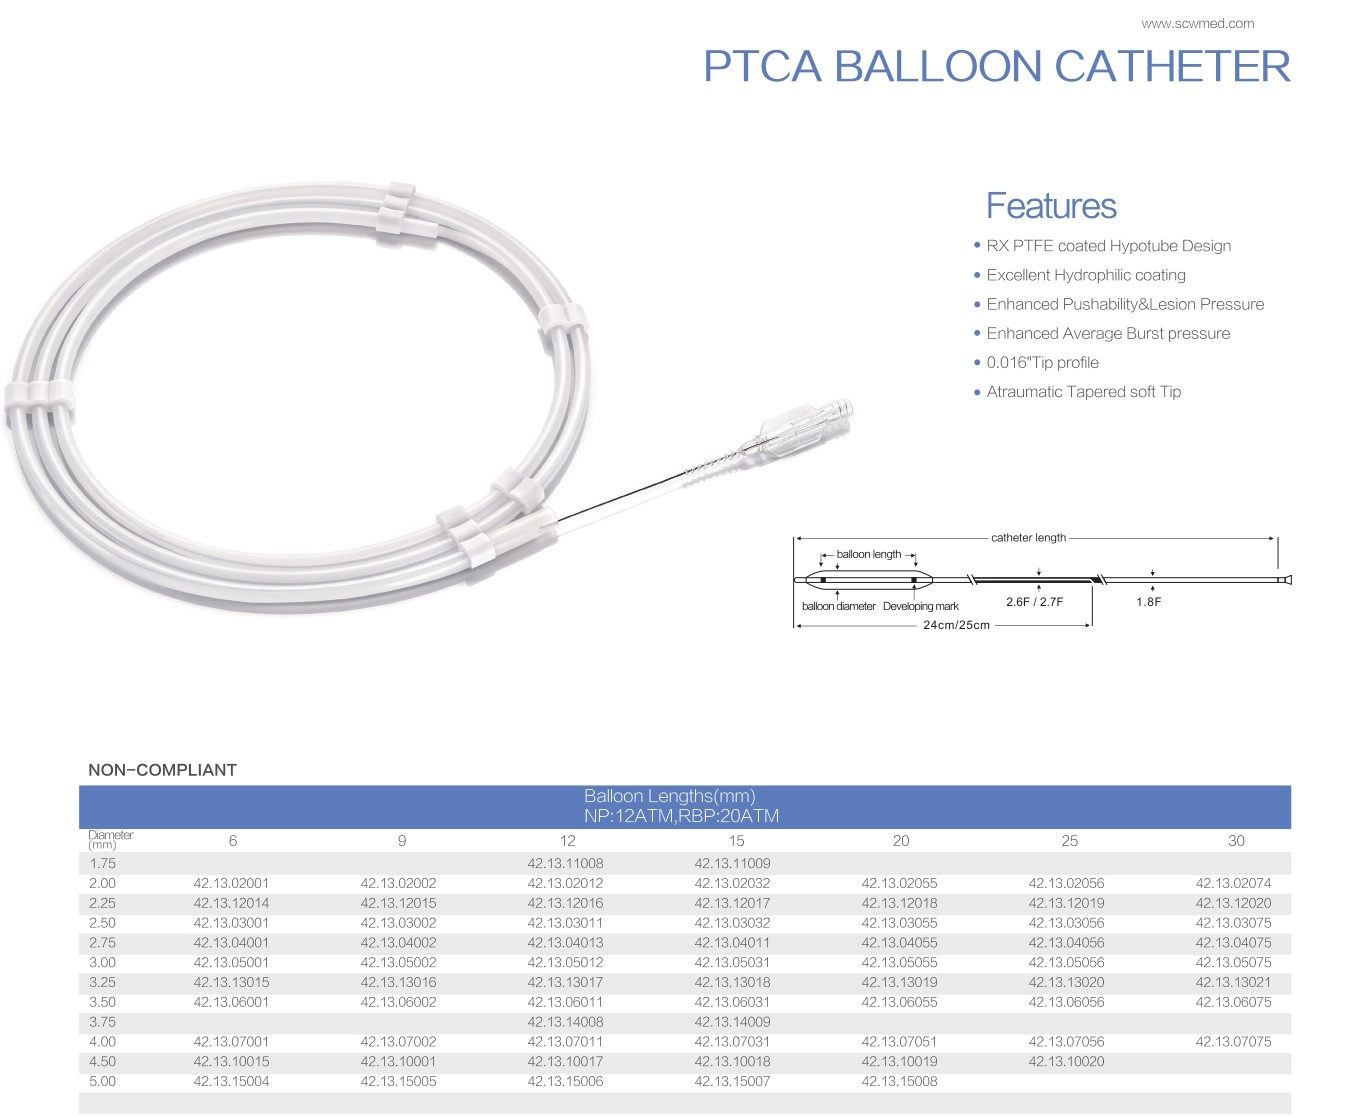 www.scwmed.com
PTCA BALLOON CATHETER
Features
• RX PTFE coated Hypotube Design
• Excellent Hydrophilic coating
• Enhanced Pushability&Lesion Pressure
• Enhanced Average Burst pressure
• 0.016"Tip profile
• Atraumatic Tapered soft Tip
catheter length
balloon length
balloon diameter Developing mark 2.6F / 2.7F 1.8F
24cm/25cm
NON-COMPLIANT
Balloon Lengths(mm)
NP:12ATM,RBP:20ATM
Diameter (mm) 6 9 12 15 20 25 30
1.75 42.13.11008 42.13.11009
2.00 42.13.02001 42.13.02002 42.13.02012 42.13.02032 42.13.02055 42.13.02056 42.13.02074
2.25 42.13.12014 42.13.12015 42.13.12016 42.13.12017 42.13.12018 42.13.12019 42.13.12020
2.50 42.13.03001 42.13.03002 42.13.03011 42.13.03032 42.13.03055 42.13.03056 42.13.03075
2.75 42.13.04001 42.13.04002 42.13.04013 42.13.04011 42.13.04055 42.13.04056 42.13.04075
3.00 42.13.05001 42.13.05002 42.13.05012 42.13.05031 42.13.05055 42.13.05056 42.13.05075
3.25 42.13.13015 42.13.13016 42.13.13017 42.13.13018 42.13.13019 42.13.13020 42.13.13021
3.50 42.13.06001 42.13.06002 42.13.06011 42.13.06031 42.13.06055 42.13.06056 42.13.06075
3.75 42.13.14008 42.13.14009
4.00 42.13.07001 42.13.07002 42.13.07011 42.13.07031 42.13.07051 42.13.07056 42.13.07075
4.50 42.13.10015 42.13.10001 42.13.10017 42.13.10018 42.13.10019 42.13.10020
5.00 42.13.15004 42.13.15005 42.13.15006 42.13.15007 42.13.15008